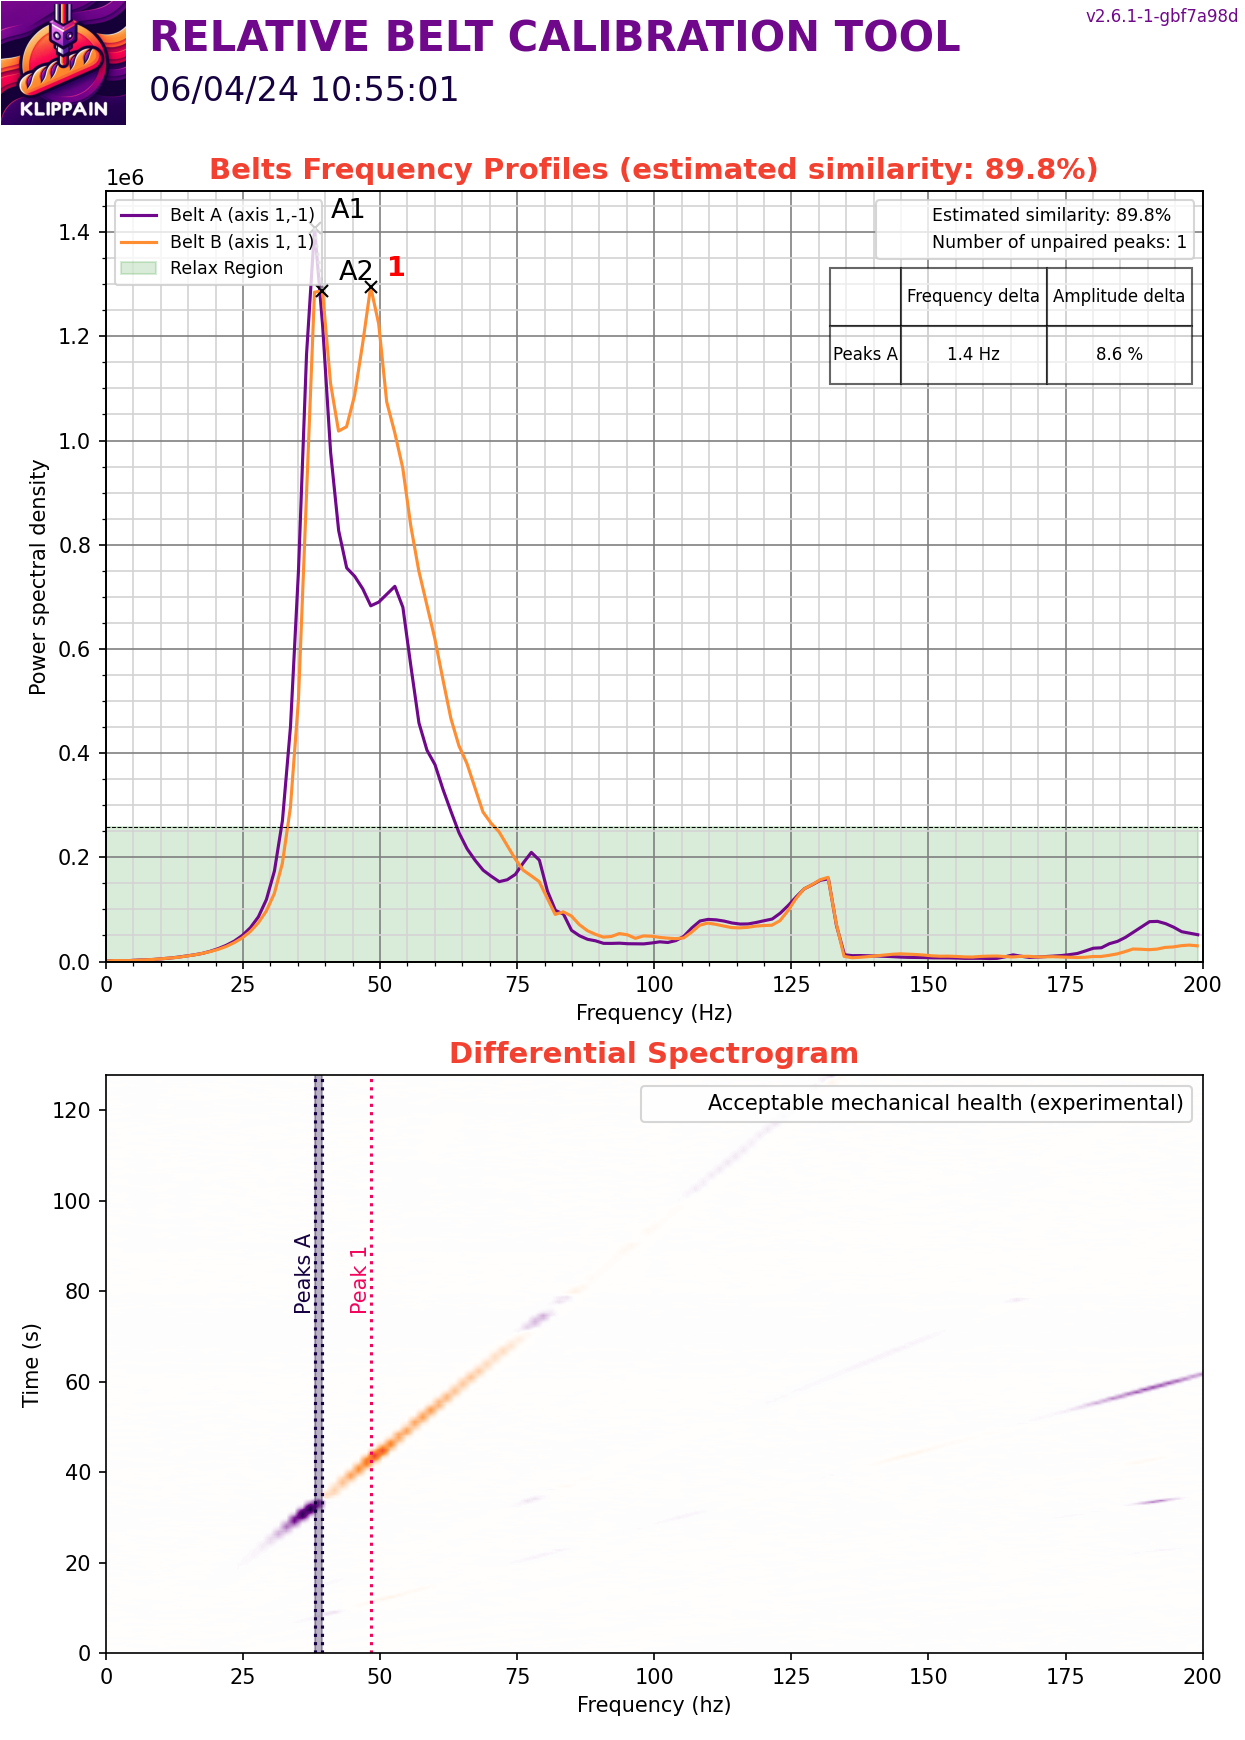 KLIPPAIN
RELATIVE BELT CALIBRATION TOOL
v2.6.1-1-gbf7a98d
06/04/24 10:55:01
Belts Frequency Profiles (estimated similarity: 89.8%)
1e6
Belt A (axis 1,-1)
Belt B (axis 1, 1)
Relax Region
A1
A2
1
Estimated similarity: 89.8%
Number of unpaired peaks: 1
Frequency delta Amplitude delta
Peaks A 1.4 Hz 8.6 %
Power spectral density
1.4
1.2
1.0
0.8
0.6
0.4
0.2
0.0
0 25 50 75 100 125 150 175 200
Frequency (Hz)
Differential Spectrogram
Acceptable mechanical health (experimental)
Peaks A
Peak 1
Time (s)
120
100
80
60
40
20
0
0 25 50 75 100 125 150 175 200
Frequency (hz)